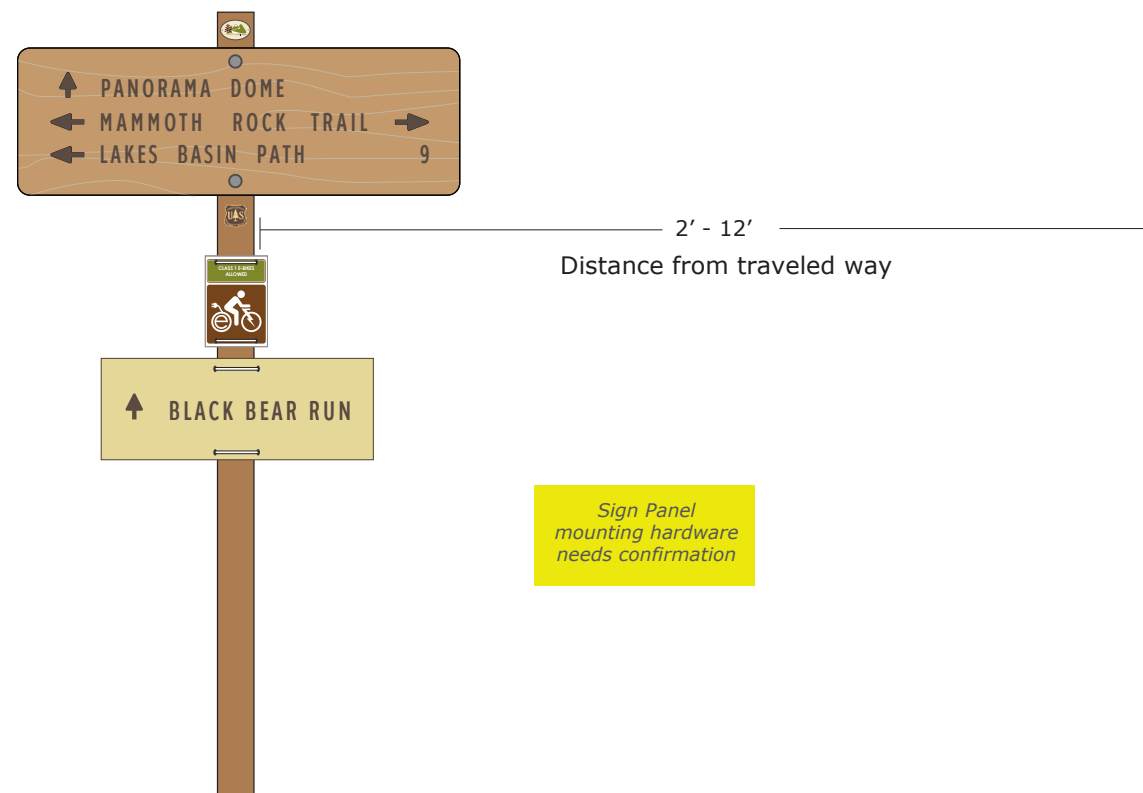 PANORAMA DOME
MAMMOTH ROCK TRAIL
LAKES BASIN PATH 9
U S
2’ - 12’
Distance from traveled way
CLASS 1 E-BIKES
ALLOWED
e
BLACK BEAR RUN
Sign Panel
mounting hardware
needs confirmation